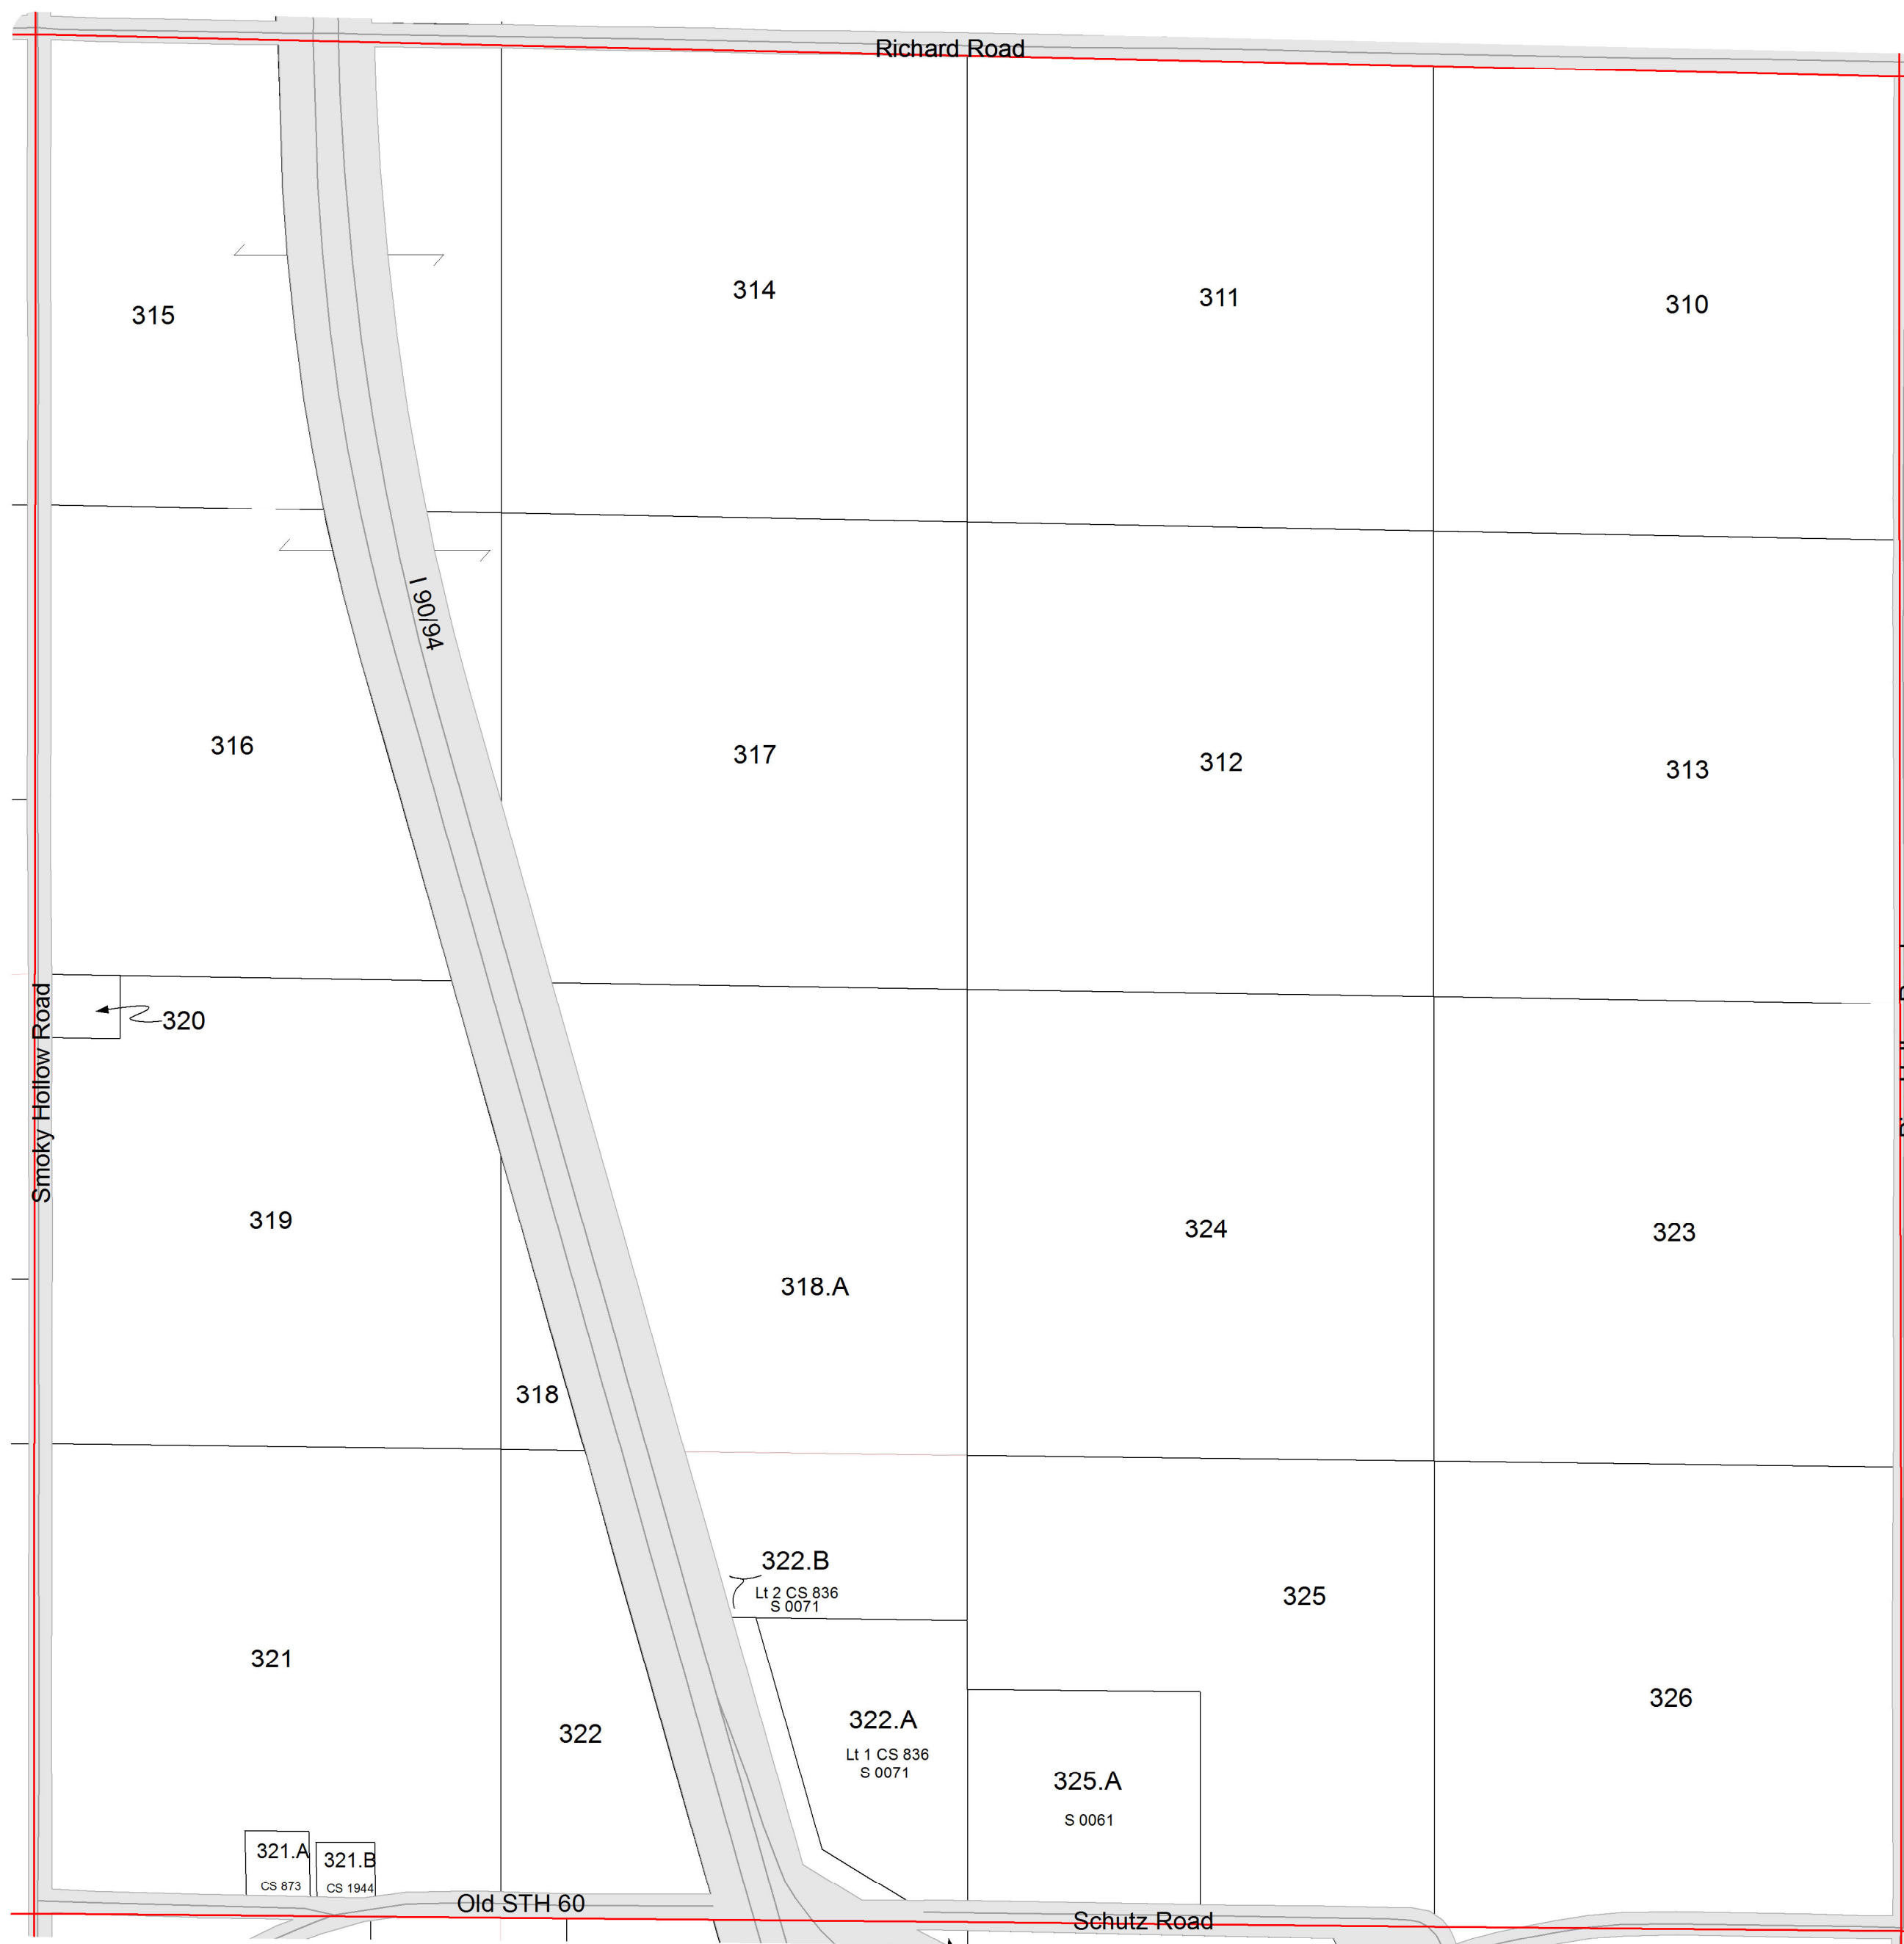 Richard Road
315
314
311
310
I 90/94
316
317
312
313
320
Smoky Hollow Road
319
318.A
324
323
318
322.B
Lt 2 CS 836
S 0071
325
321
322
322.A
Lt 1 CS 836
S 0071
326
325.A
S 0061
321.A
CS 873
321.B
CS 1944
Old STH 60
Schutz Road